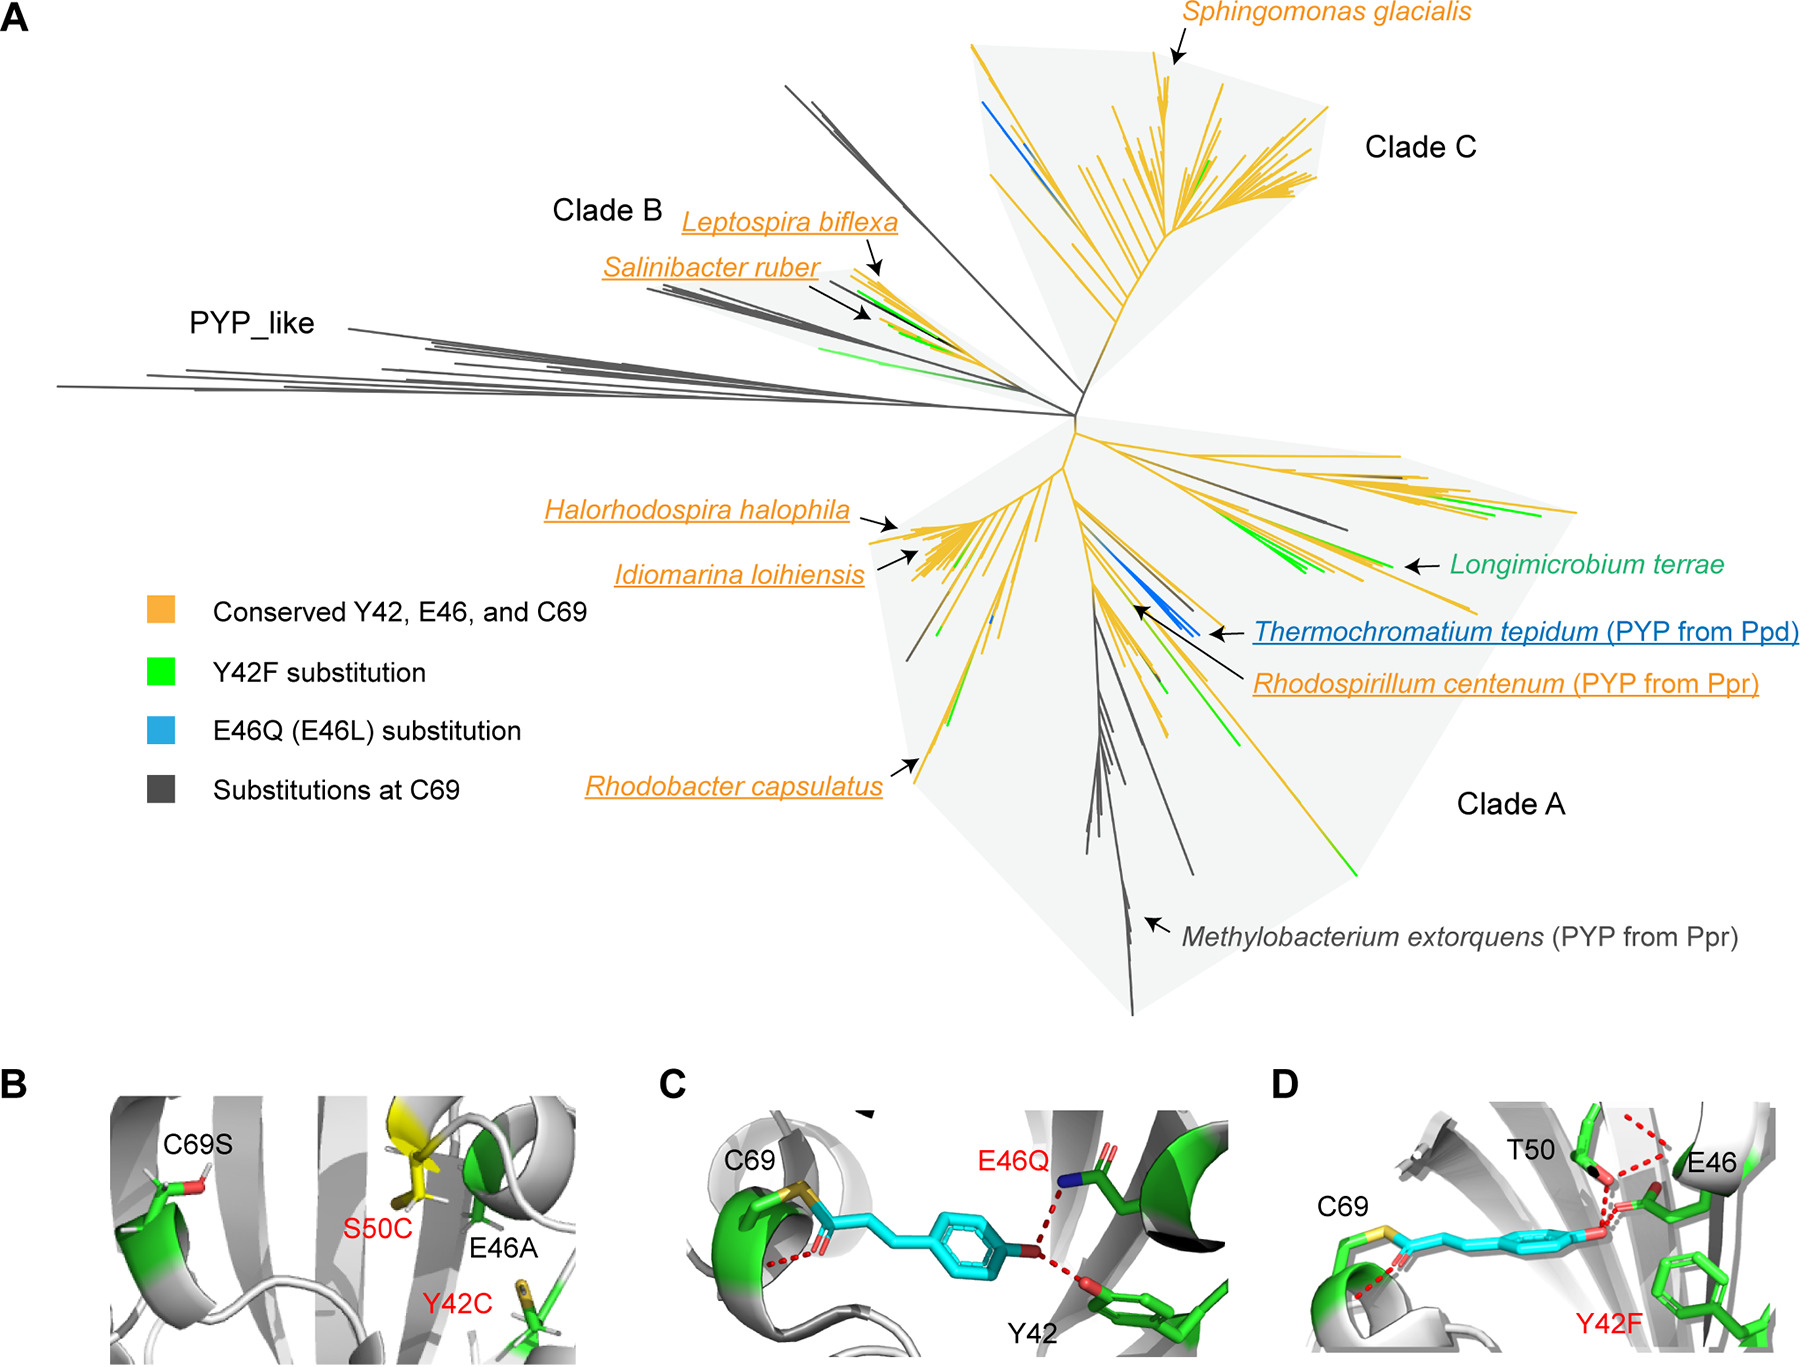 A
Sphingomonas glacialis
Clade C
Clade B
Leptospira biflexa
Salinibacter ruber
PYP_like
Halorhodospira halophila
Idiomarina loihiensis
Longimicrobium terrae
Conserved Y42, E46, and C69
Thermochromatium tepidum (PYP from Ppd)
Y42F substitution
Rhodospirillum centenum (PYP from Ppr)
E46Q (E46L) substitution
Substitutions at C69
Rhodobacter capsulatus
Clade A
Methylobacterium extorquens (PYP from Ppr)
B
C69S
S50C
E46A
Y42C
C
C69
E46Q
Y42
D
T50
E46
C69
Y42F